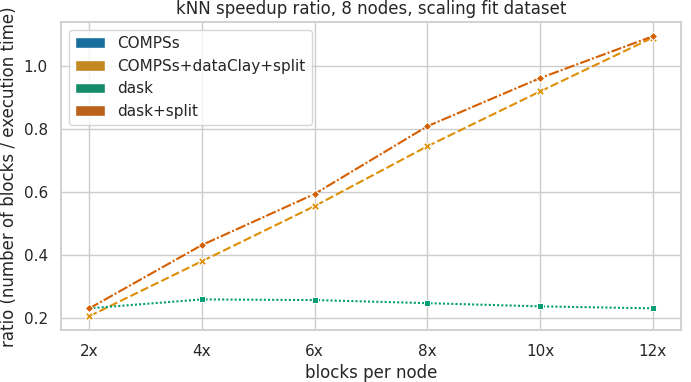 kNN speedup ratio, 8 nodes, scaling fit dataset
ratio (number of blocks / execution time)
COMPSs
COMPSs+dataClay+split
dask
dask+split
1.0
0.8
0.6
0.4
0.2
2x 4x 6x 8x 10x 12x
blocks per node